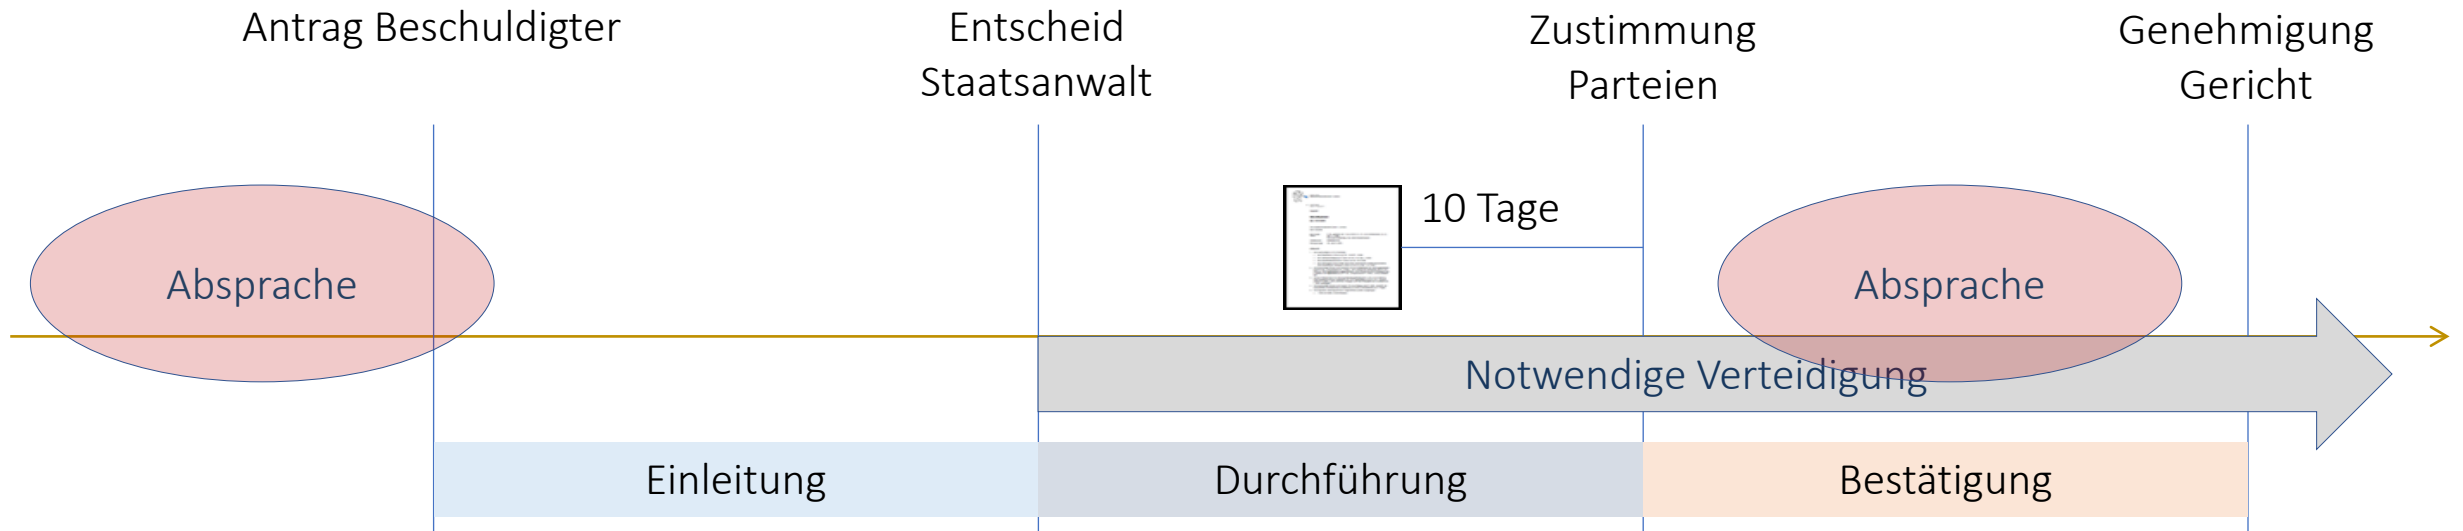 Antrag Beschuldigter
Entscheid
Staatsanwalt
Zustimmung
Parteien
Genehmigung
Gericht
10 Tage
Absprache
Absprache
Notwendige Verteidigung
Einleitung
Durchführung
Bestätigung